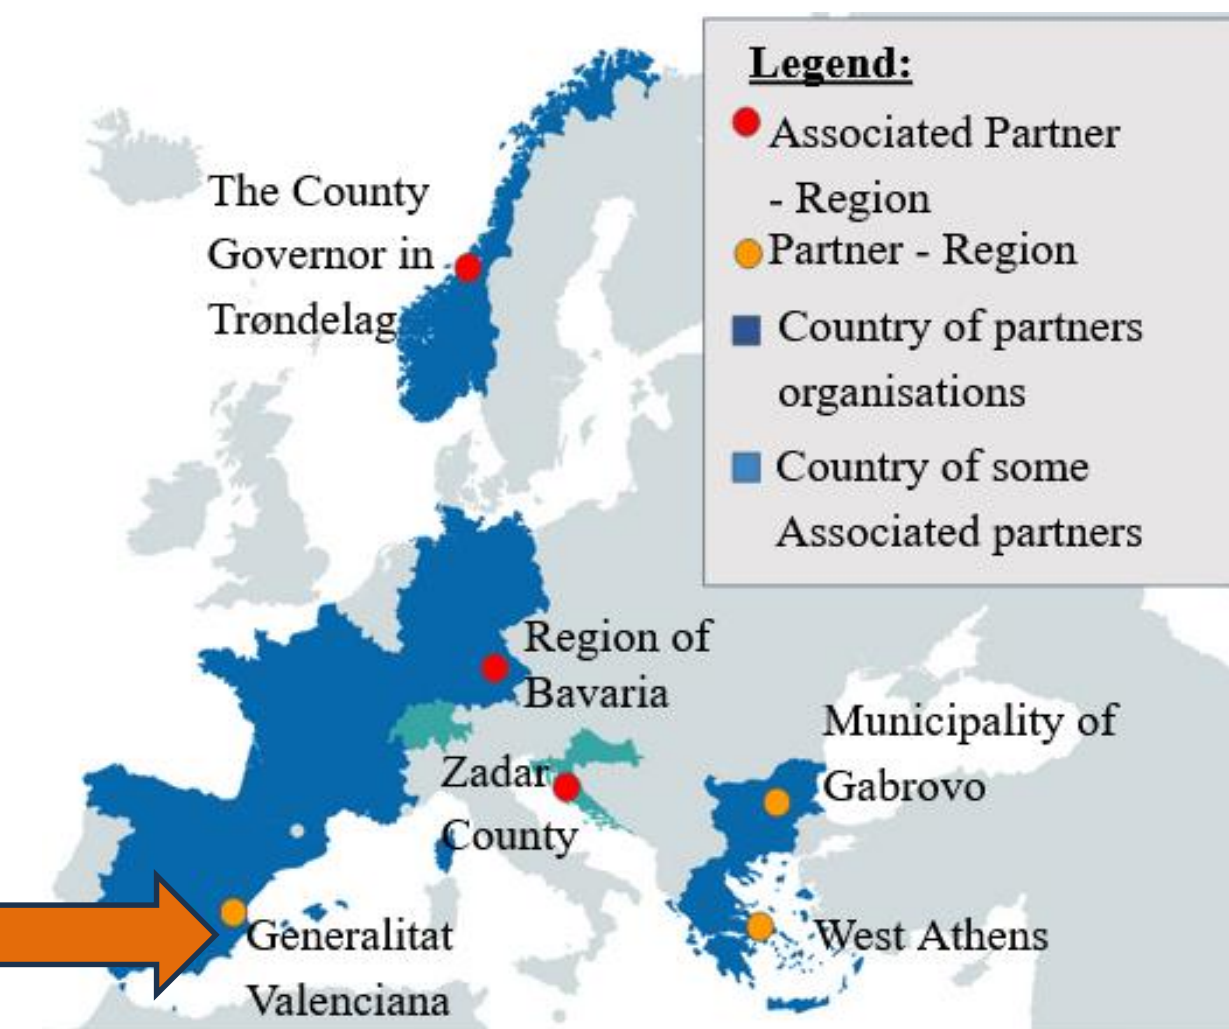 Legend:
Associated Partner
- Region
Partner - Region
Country of partners
organisations
Country of some
Associated partners
The County
Governor in
Trøndelag
Region of
Bavaria
Zadar
County
Municipality of
Gabrovo
Generalitat
Valenciana
West Athens